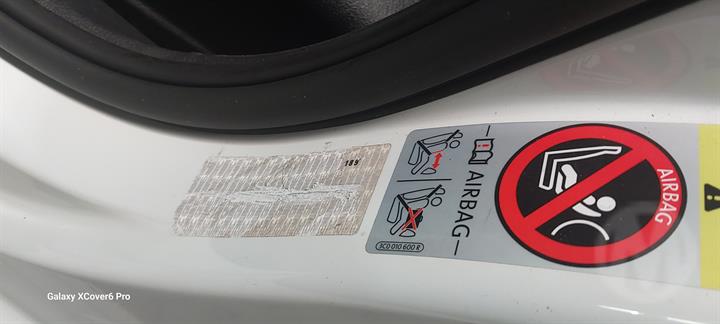 189
AIRBAG
AIRBAG
3C0 010 600 R
Galaxy XCover6 Pro